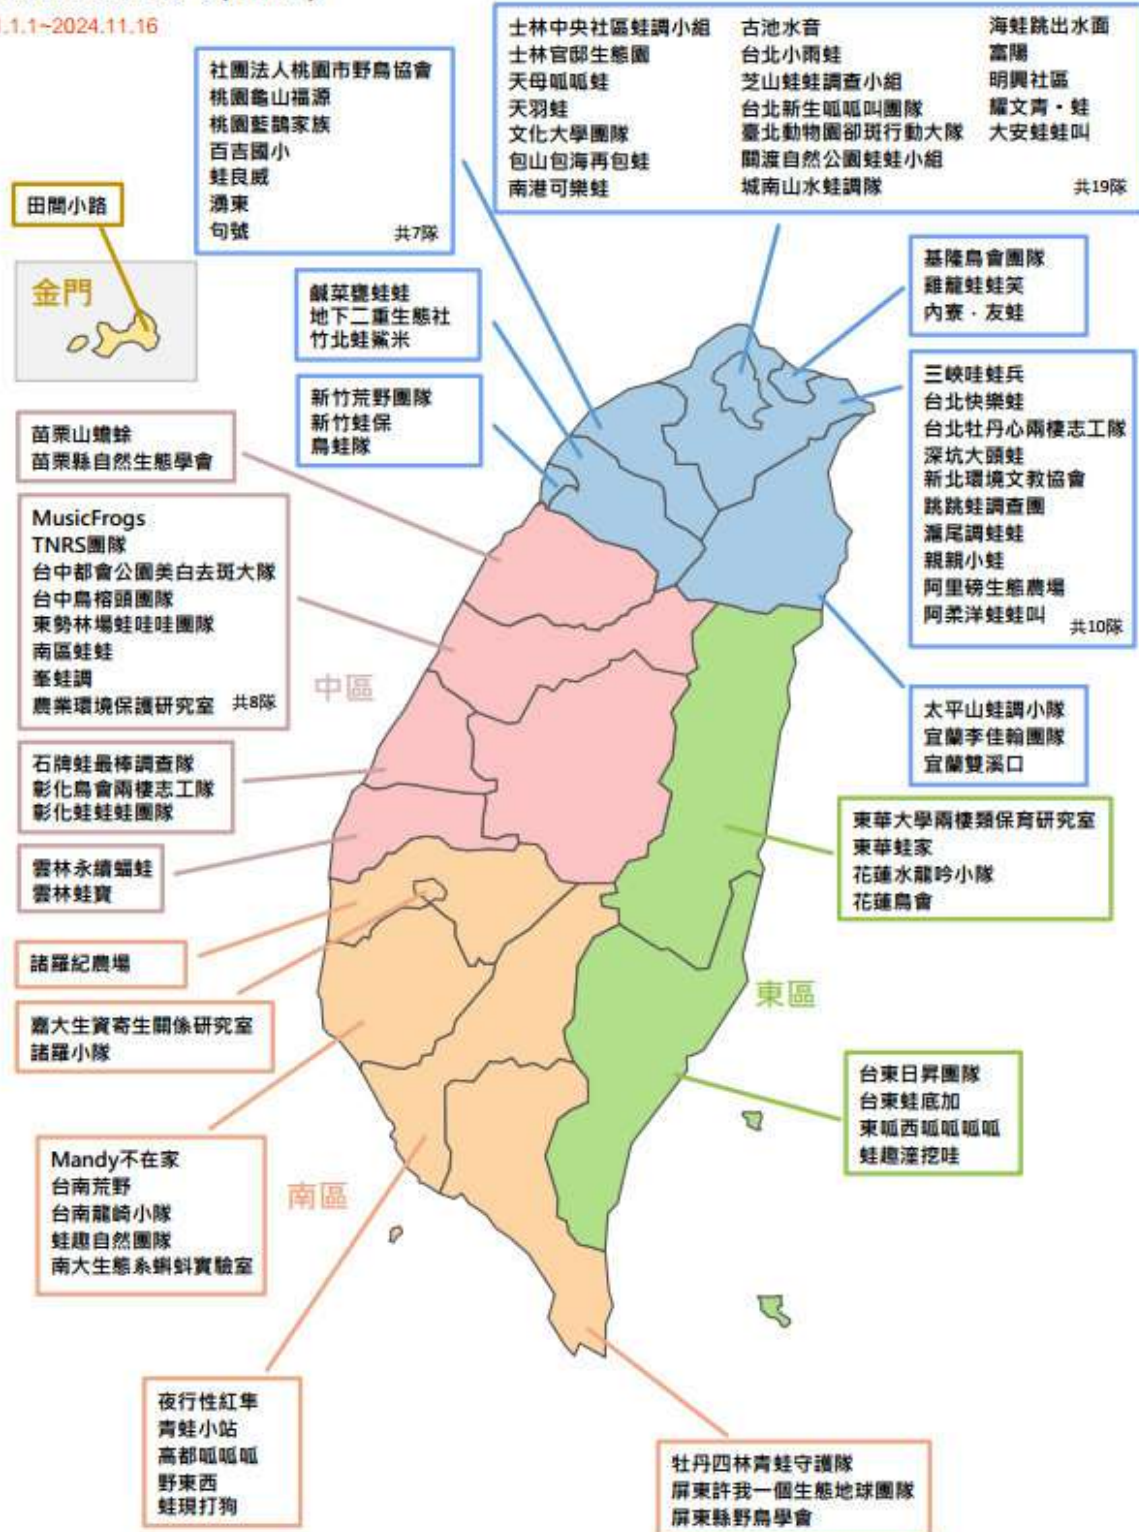 .1.1~2024.11.16
士林中央社區蛙調小組
士林官邸生態園
天母呱呱蛙
天羽蛙
文化大學團隊
包山包海再包蛙
南港可樂蛙
古池水音
台北小雨蛙
芝山蛙蛙調查小組
台北新生呱呱叫團隊
臺北動物園卻斑行動大隊
關渡自然公園蛙蛙小組
城南山水蛙調隊
海蛙跳出水面
富陽
明興社區
耀文青・蛙
大安蛙蛙叫
共19隊
社團法人桃園市野鳥協會
桃園龜山福源
桃園藍鵲家族
百吉國小
蛙良威
湧東
句號
共7隊
田間小路
金門
鹹菜甕蛙蛙
地下二重生態社
竹北蛙鯊米
新竹荒野團隊
新竹蛙保
鳥蛙隊
基隆鳥會團隊
雞籠蛙蛙笑
內寮．友蛙
三峽哇蛙兵
台北快樂蛙
台北牡丹心兩棲志工隊
深坑大頭蛙
新北環境文教協會
跳跳蛙調查團
滬尾調蛙蛙
親親小蛙
阿里磅生態農場
阿柔洋蛙蛙叫
共10隊
苗栗山蟾蜍
苗栗縣自然生態學會
MusicFrogs
TNRS團隊
台中都會公園美白去斑大隊
台中鳥榕頭團隊
東勢林場蛙哇哇團隊
南區蛙蛙
峯蛙調
農業環境保護研究室
共8隊
中區
太平山蛙調小隊
宜蘭李佳翰團隊
宜蘭雙溪口
石牌蛙最棒調查隊
彰化鳥會兩棲志工隊
彰化蛙蛙蛙團隊
雲林永續蝠蛙
雲林蛙寶
東華大學兩棲類保育研究室
東華蛙家
花蓮水龍吟小隊
花蓮鳥會
諸羅紀農場
嘉大生資寄生關係研究室
諸羅小隊
東區
台東日昇團隊
台東蛙底加
東呱西呱呱呱呱
蛙趣漥挖哇
Mandy不在家
台南荒野
台南龍崎小隊
蛙趣自然團隊
南大生態系蝌蚪實驗室
南區
夜行性紅隼
青蛙小站
高都呱呱呱
野東西
蛙現打狗
牡丹四林青蛙守護隊
屏東許我一個生態地球團隊
屏東縣野鳥學會